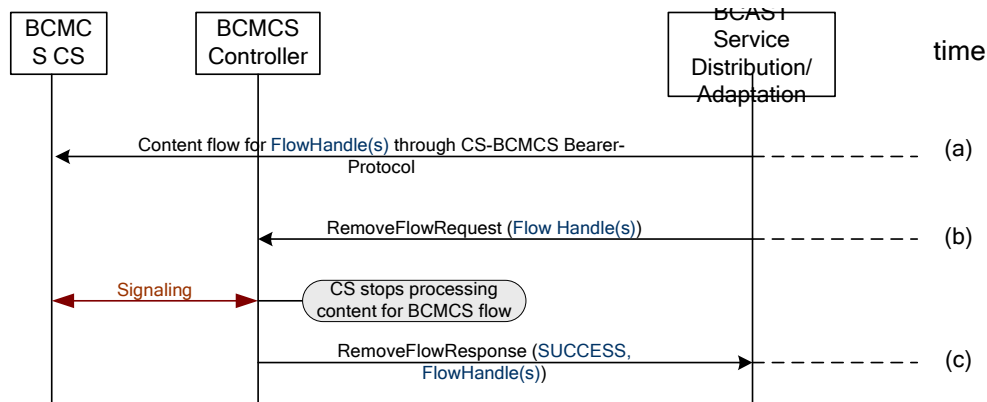 BCMC
S CS
BCMCS
Controller
BCAST
Service
Distribution/
Adaptation
time
Content flow for FlowHandle(s) through CS-BCMCS Bearer-
Protocol
(a)
RemoveFlowRequest (Flow Handle(s))
(b)
Signaling
CS stops processing
content for BCMCS flow
RemoveFlowResponse (SUCCESS,
FlowHandle(s))
(c)